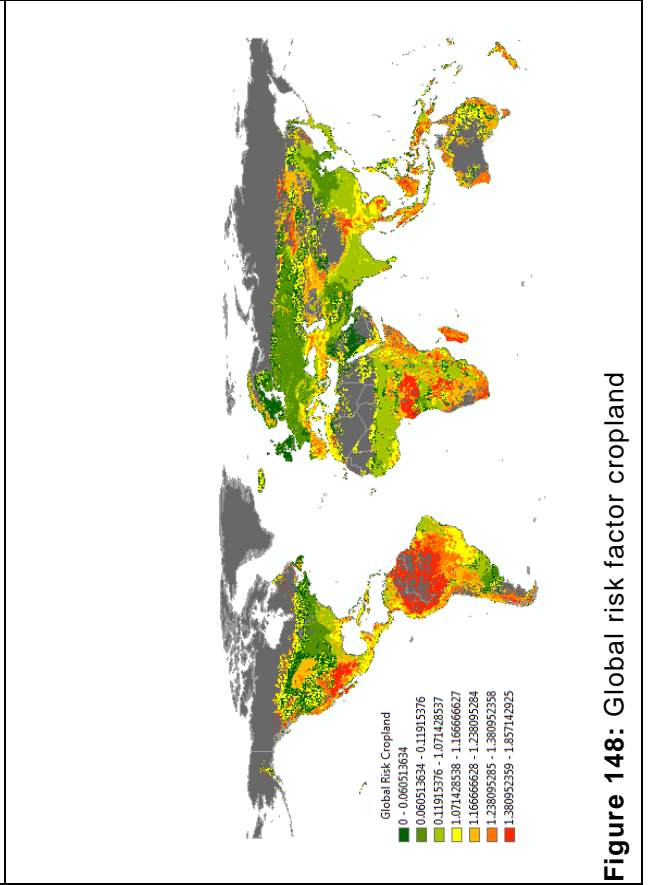 Global Risk Cropland
0 - 0.060513634
0.060513634 - 0.11915376
0.11915376 - 1.071428537
1.071428538 - 1.166666627
1.166666628 - 1.238095284
1.238095285 - 1.380952358
1.380952359 - 1.857142925
Figure 148: Global risk factor cropland